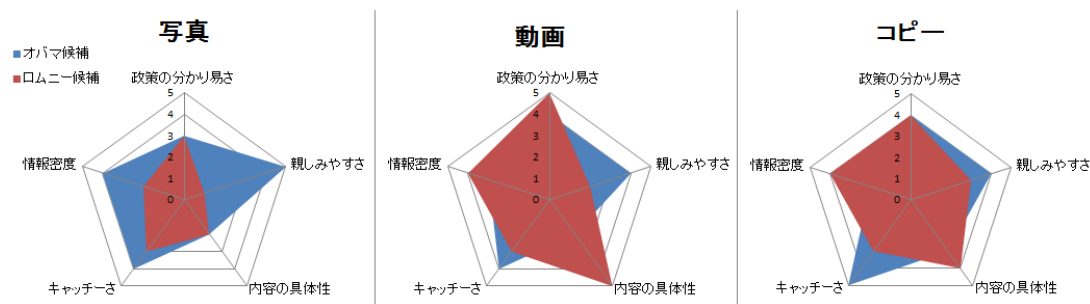 写真
オバマ候補
ロムニー候補
政策の分かり易さ
5
4
3
2
1
0
親しみやすさ
内容の具体性
キャッチーさ
情報密度
動画
政策の分かり易さ
5
4
3
2
1
0
親しみやすさ
内容の具体性
キャッチーさ
情報密度
コピー
政策の分かり易さ
5
4
3
2
1
0
親しみやすさ
内容の具体性
キャッチーさ
情報密度